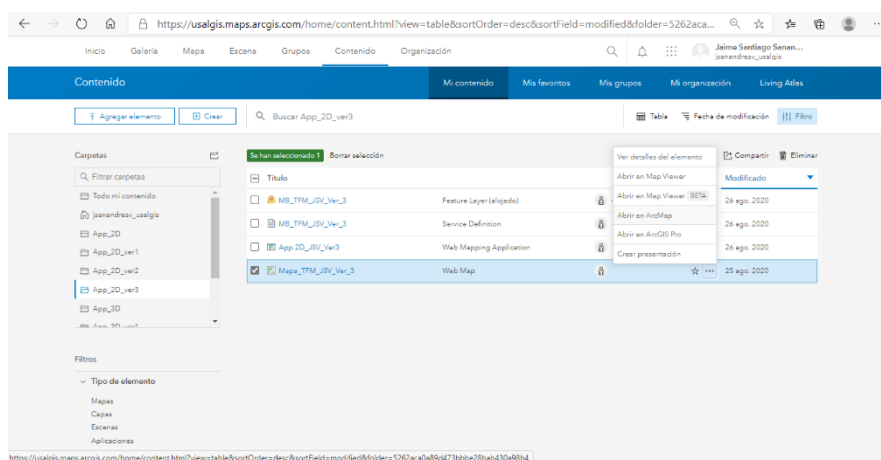 https://usalgis.maps.arcgis.com/home/content.html?view=table&sortOrder=desc&sortField=modified&folder=5262aca...
Inicio Galería Mapa Escena Grupos Contenido Organización Jaime Santiago Sanan...
jsanandresv_usalgis
Contenido Mi contenido Mis favoritos Mis grupos Mi organización Living Atlas
Agregar elemento Crear Buscar App_2D_ver3 Tabla Fecha de modificación Filtro
Carpetas Se han seleccionado 1 Borrar selección Ver detalles del elemento Compartir Eliminar
Filtrar carpetas Título Abrir en Map Viewer Modificado
Todo mi contenido MB_TFM_JSV_Ver_3 Feature Layer (alojado) Abrir en Map Viewer BETA 26 ago. 2020
jsanandresv_usalgis Abrir en ArcMap
App_2D MB_TFM_JSV_Ver_3 Service Definition Abrir en ArcGIS Pro 26 ago. 2020
App_2D_ver1 App 2D_JSV_Ver3 Web Mapping Application Crear presentación 26 ago. 2020
App_2D_ver2 Mapa_TFM_JSV_Ver_3 Web Map 25 ago. 2020
App_2D_ver3
App_3D
App_3D_ver1
Filtros
Tipo de elemento
Mapas
Capas
Escenas
Aplicaciones